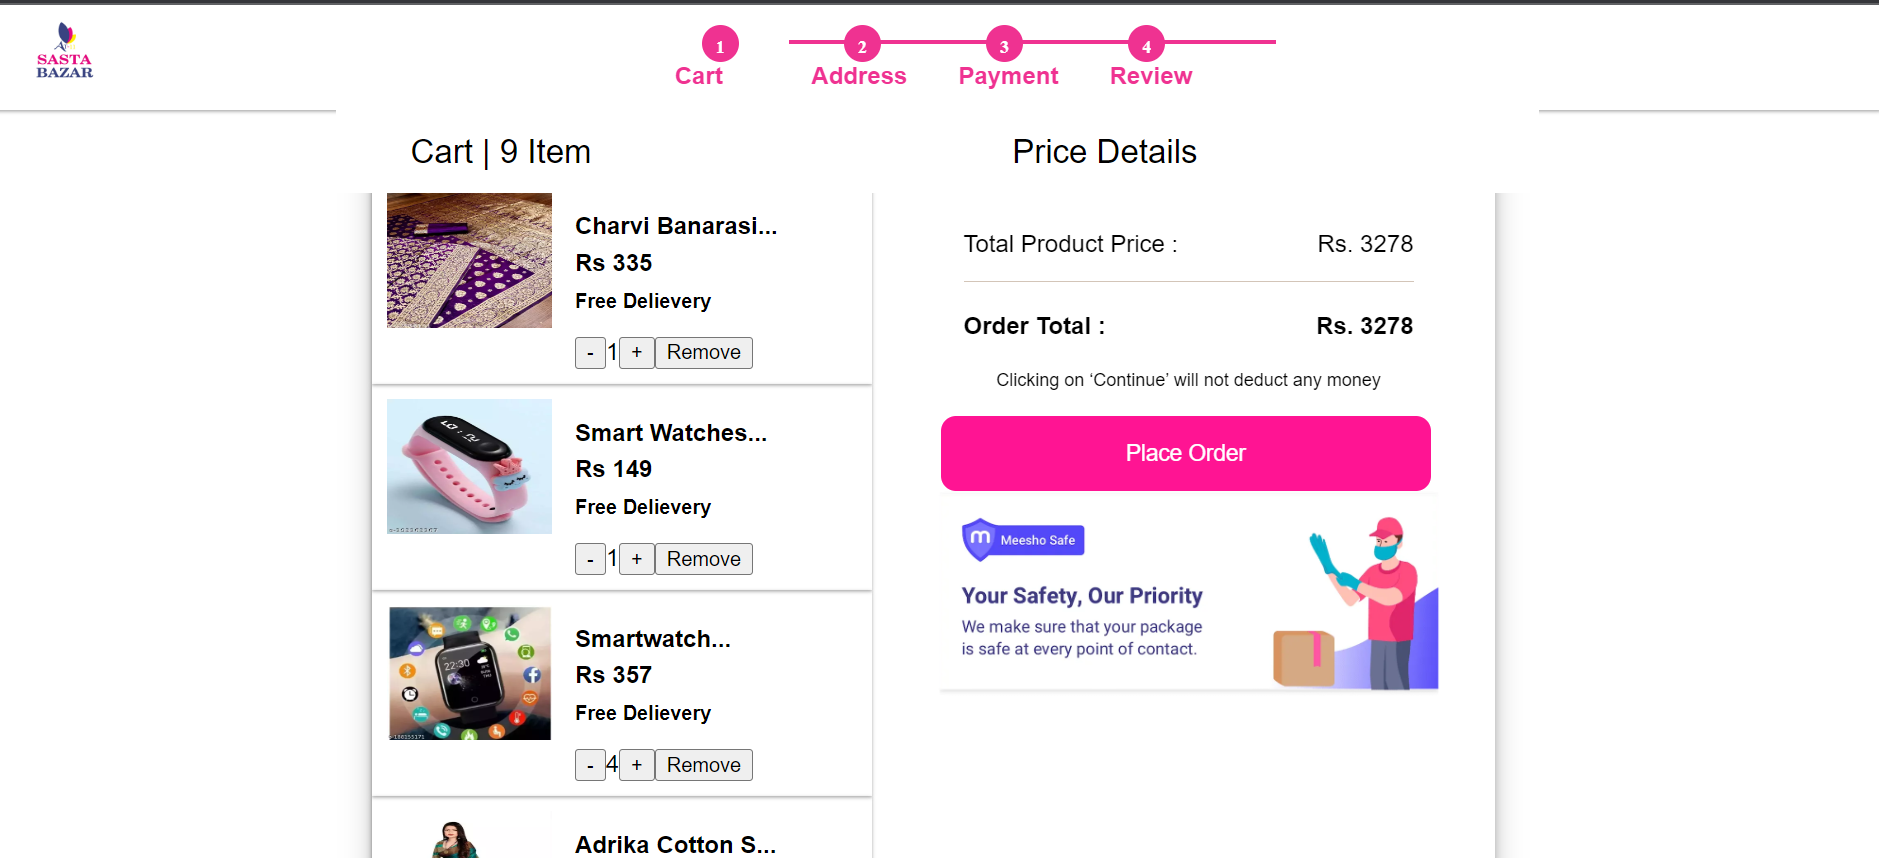 SASTA
BAZAR
1
2
3
4
Cart
Address
Payment
Review
Cart | 9 Item
Charvi Banarasi...
Rs 335
Free Delievery
- 1 + Remove
Smart Watches...
Rs 149
Free Delievery
- 1 + Remove
22:30
Smartwatch...
Rs 357
Free Delievery
- 4 + Remove
Adrika Cotton S...
Price Details
Total Product Price : Rs. 3278
Order Total : Rs. 3278
Clicking on ‘Continue’ will not deduct any money
Place Order
m Meesho Safe
Your Safety, Our Priority
We make sure that your package
is safe at every point of contact.